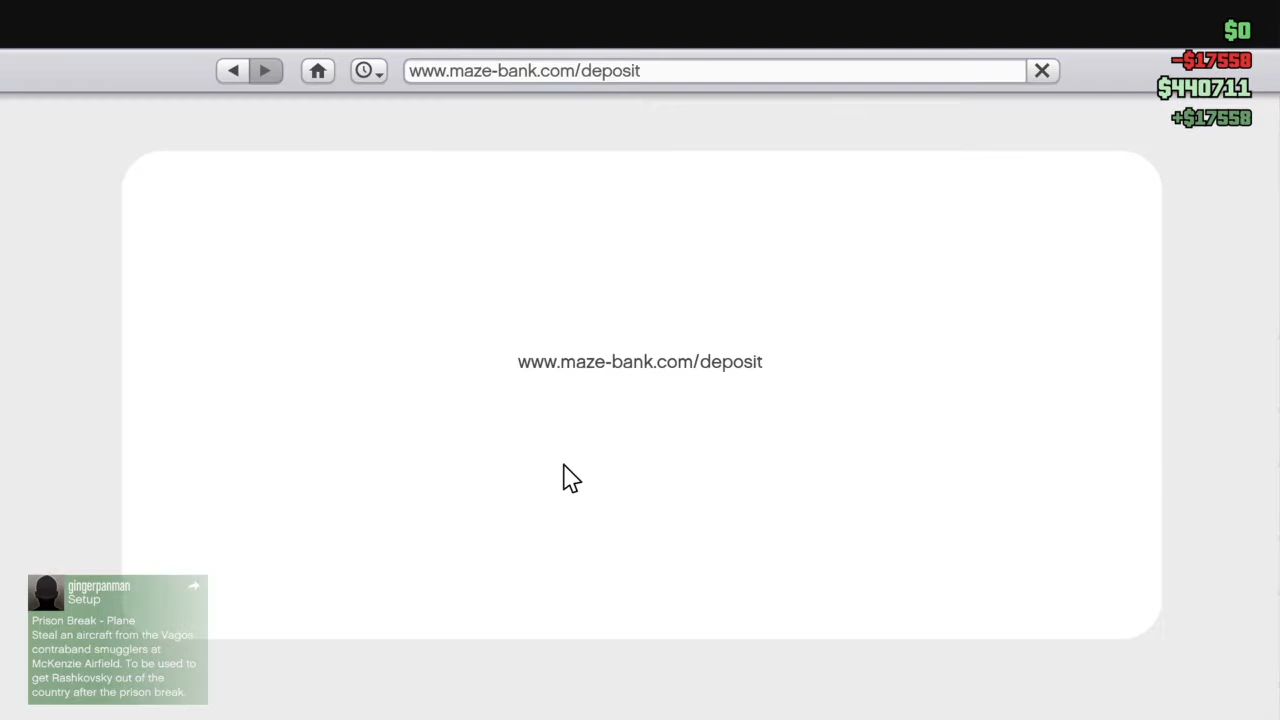 $0
www.maze-bank.com/deposit
-$17558
$440711
+$17558
www.maze-bank.com/deposit
gingerpanman
Setup
Prison Break - Plane
Steal an aircraft from the Vagos
contraband smugglers at
McKenzie Airfield. To be used to
get Rashkovsky out of the
country after the prison break.